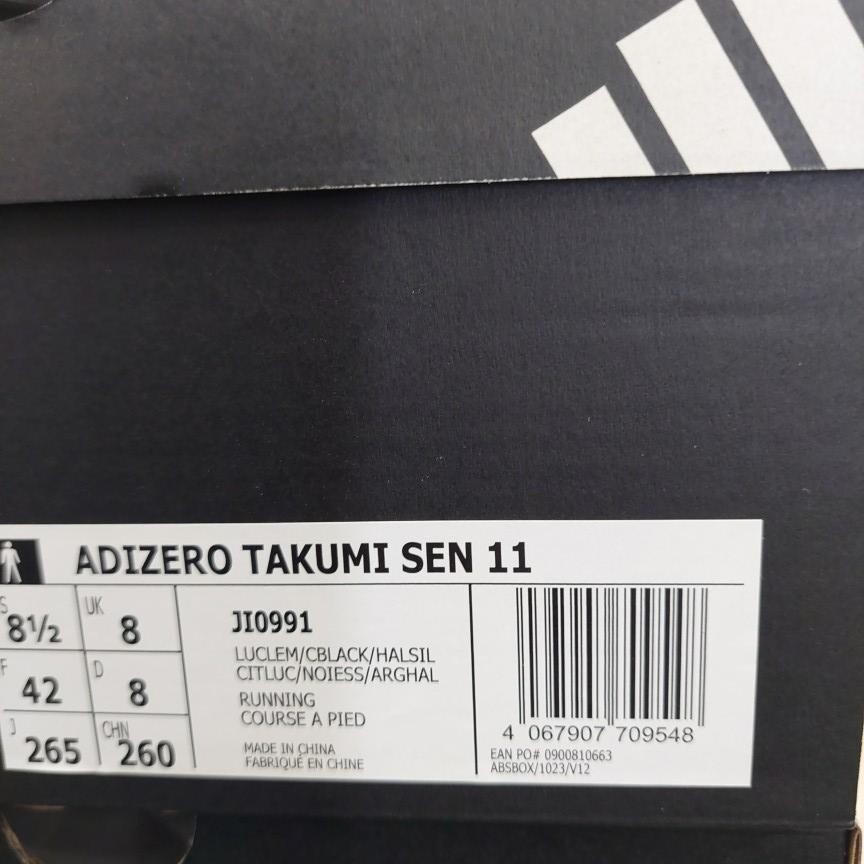 ADIZERO TAKUMI SEN 11
S UK
8½ 8
F D
42 8
J CHN
265 260
JI0991
LUCLEM/CBLACK/HALSIL
CITLUC/NOIESS/ARGHAL
RUNNING
COURSE A PIED
MADE IN CHINA
FABRIQUÉ EN CHINE
4 067907 709548
EAN PO# 0900810663
ABSBOX/1023/V12